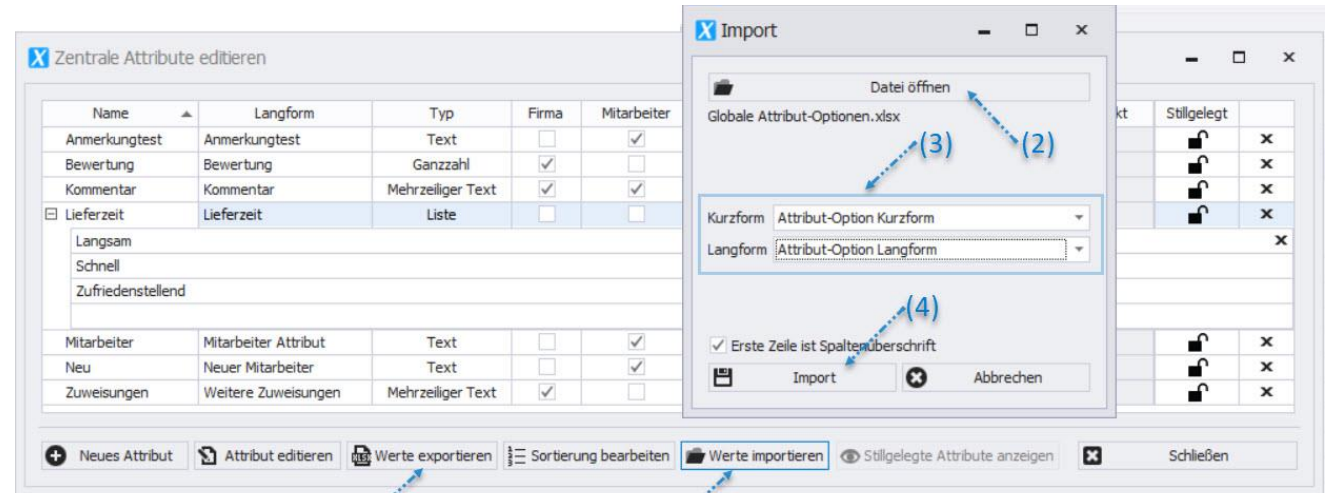 Import
Zentrale Attribute editieren
Datei öffnen
Globale Attribut-Optionen.xlsx
(3) (2)
Kurzform Attribut-Option Kurzform
Langform Attribut-Option Langform
(4)
Erste Zeile ist Spaltenüberschrift
Import Abbrechen
Name Langform Typ Firma Mitarbeiter kt Stillgelegt
Anmerkungtest Anmerkungtest Text
Bewertung Bewertung Ganzzahl
Kommentar Kommentar Mehrzeiliger Text
Lieferzeit Lieferzeit Liste
Langsam
Schnell
Zufriedenstellend
Mitarbeiter Mitarbeiter Attribut Text
Neu Neuer Mitarbeiter Text
Zuweisungen Weitere Zuweisungen Mehrzeiliger Text
Neues Attribut Attribut editieren Werte exportieren Sortierung bearbeiten Werte importieren Stillgelegte Attribute anzeigen Schließen